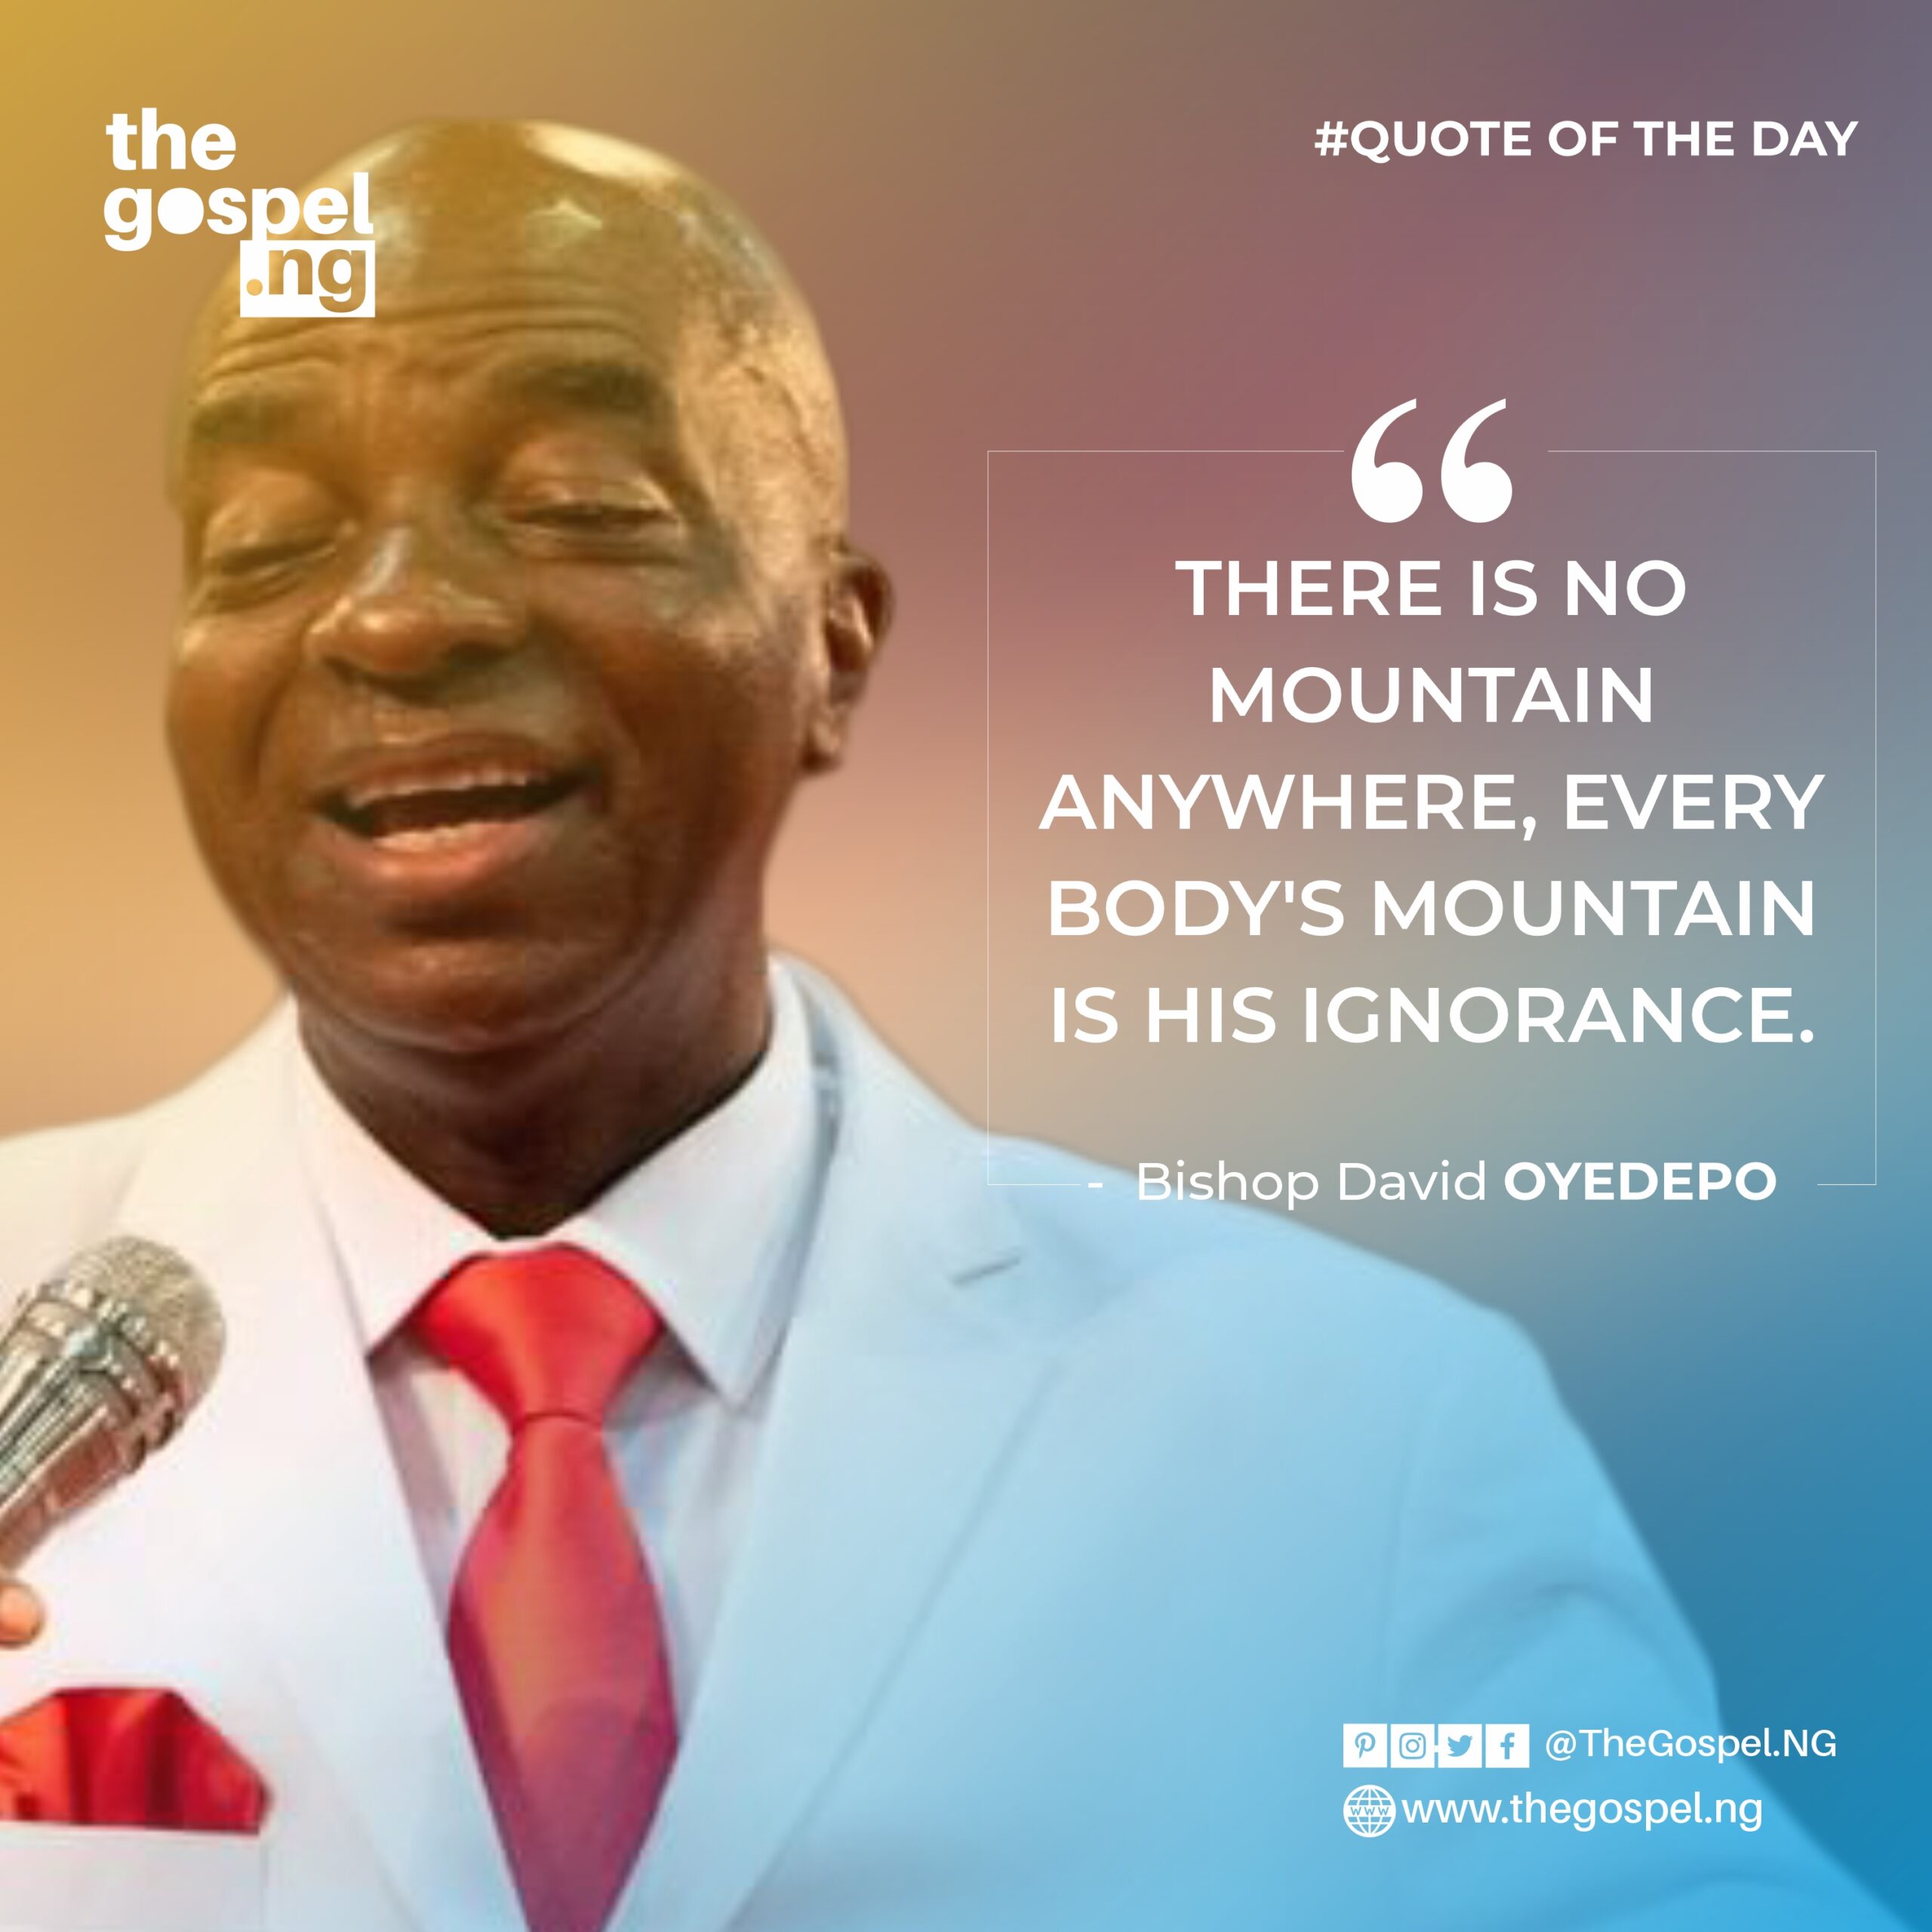 the
gospel
.ng
#QUOTE OF THE DAY
“
THERE IS NO
MOUNTAIN
ANYWHERE, EVERY
BODY'S MOUNTAIN
IS HIS IGNORANCE.
- Bishop David OYEDEPO
@TheGospel.NG
www www.thegospel.ng